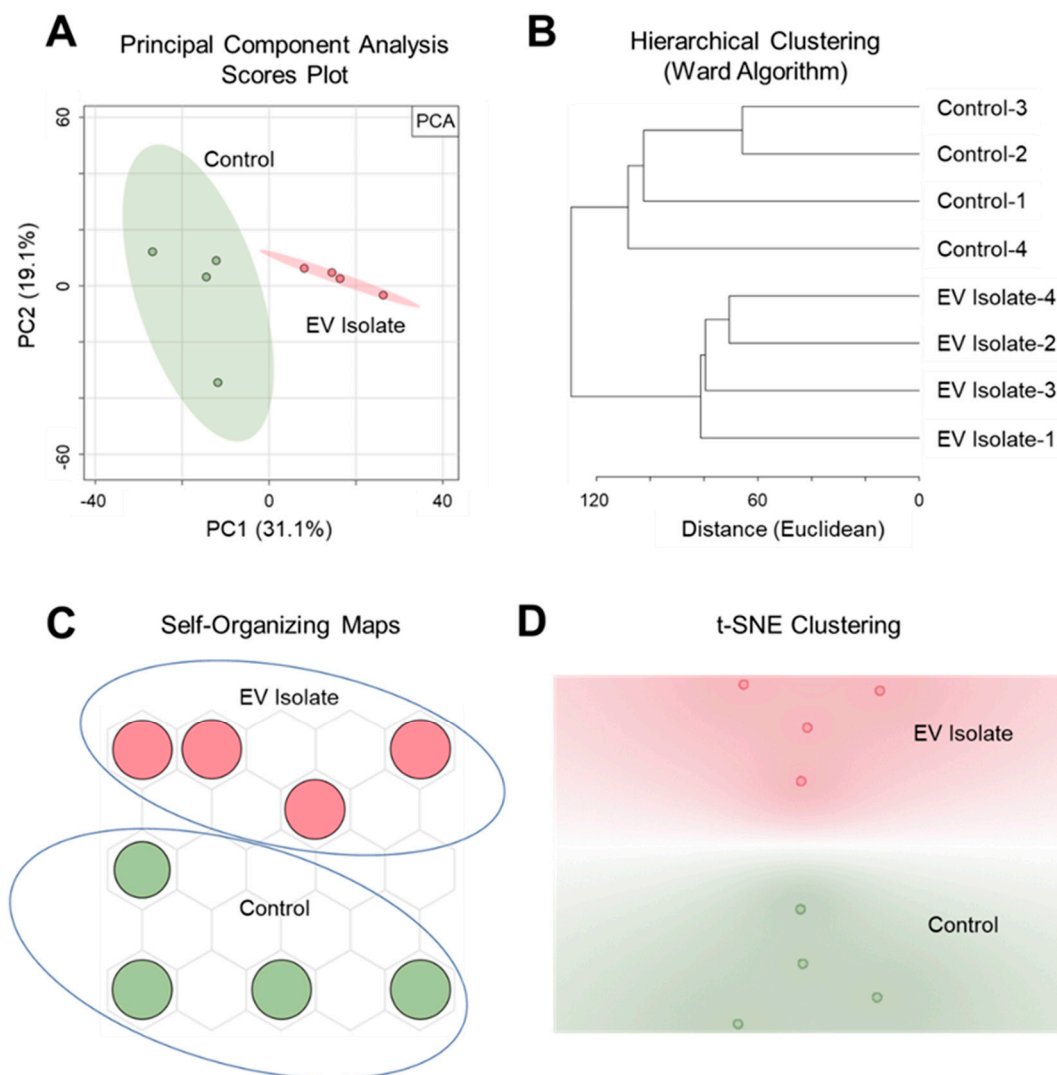 A
Principal Component Analysis
Scores Plot
PCA
Control
EV Isolate
60
0
-60
PC2 (19.1%)
-40
0
40
PC1 (31.1%)
B
Hierarchical Clustering
(Ward Algorithm)
Control-3
Control-2
Control-1
Control-4
EV Isolate-4
EV Isolate-2
EV Isolate-3
EV Isolate-1
120
60
0
Distance (Euclidean)
C
Self-Organizing Maps
EV Isolate
Control
D
t-SNE Clustering
EV Isolate
Control